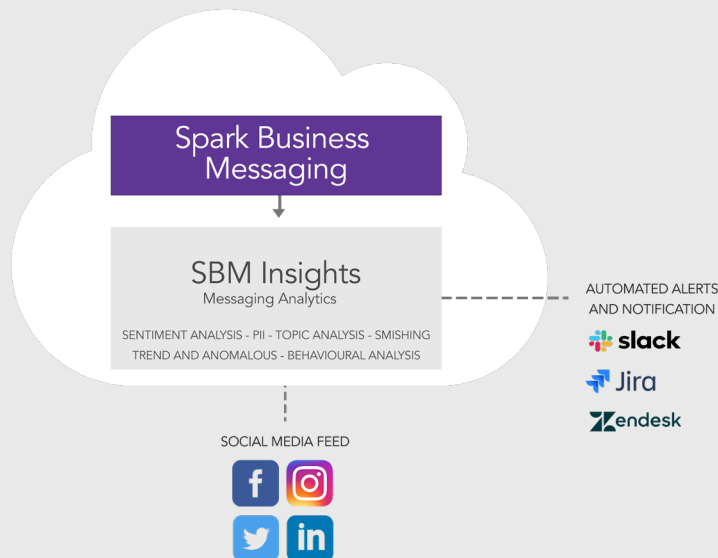 Spark Business
Messaging
SBM Insights
Messaging Analytics
SENTIMENT ANALYSIS - PII - TOPIC ANALYSIS - SMISHING
TREND AND ANOMALOUS - BEHAVIOURAL ANALYSIS
AUTOMATED ALERTS
AND NOTIFICATION
slack
Jira
Zendesk
SOCIAL MEDIA FEED
f
in